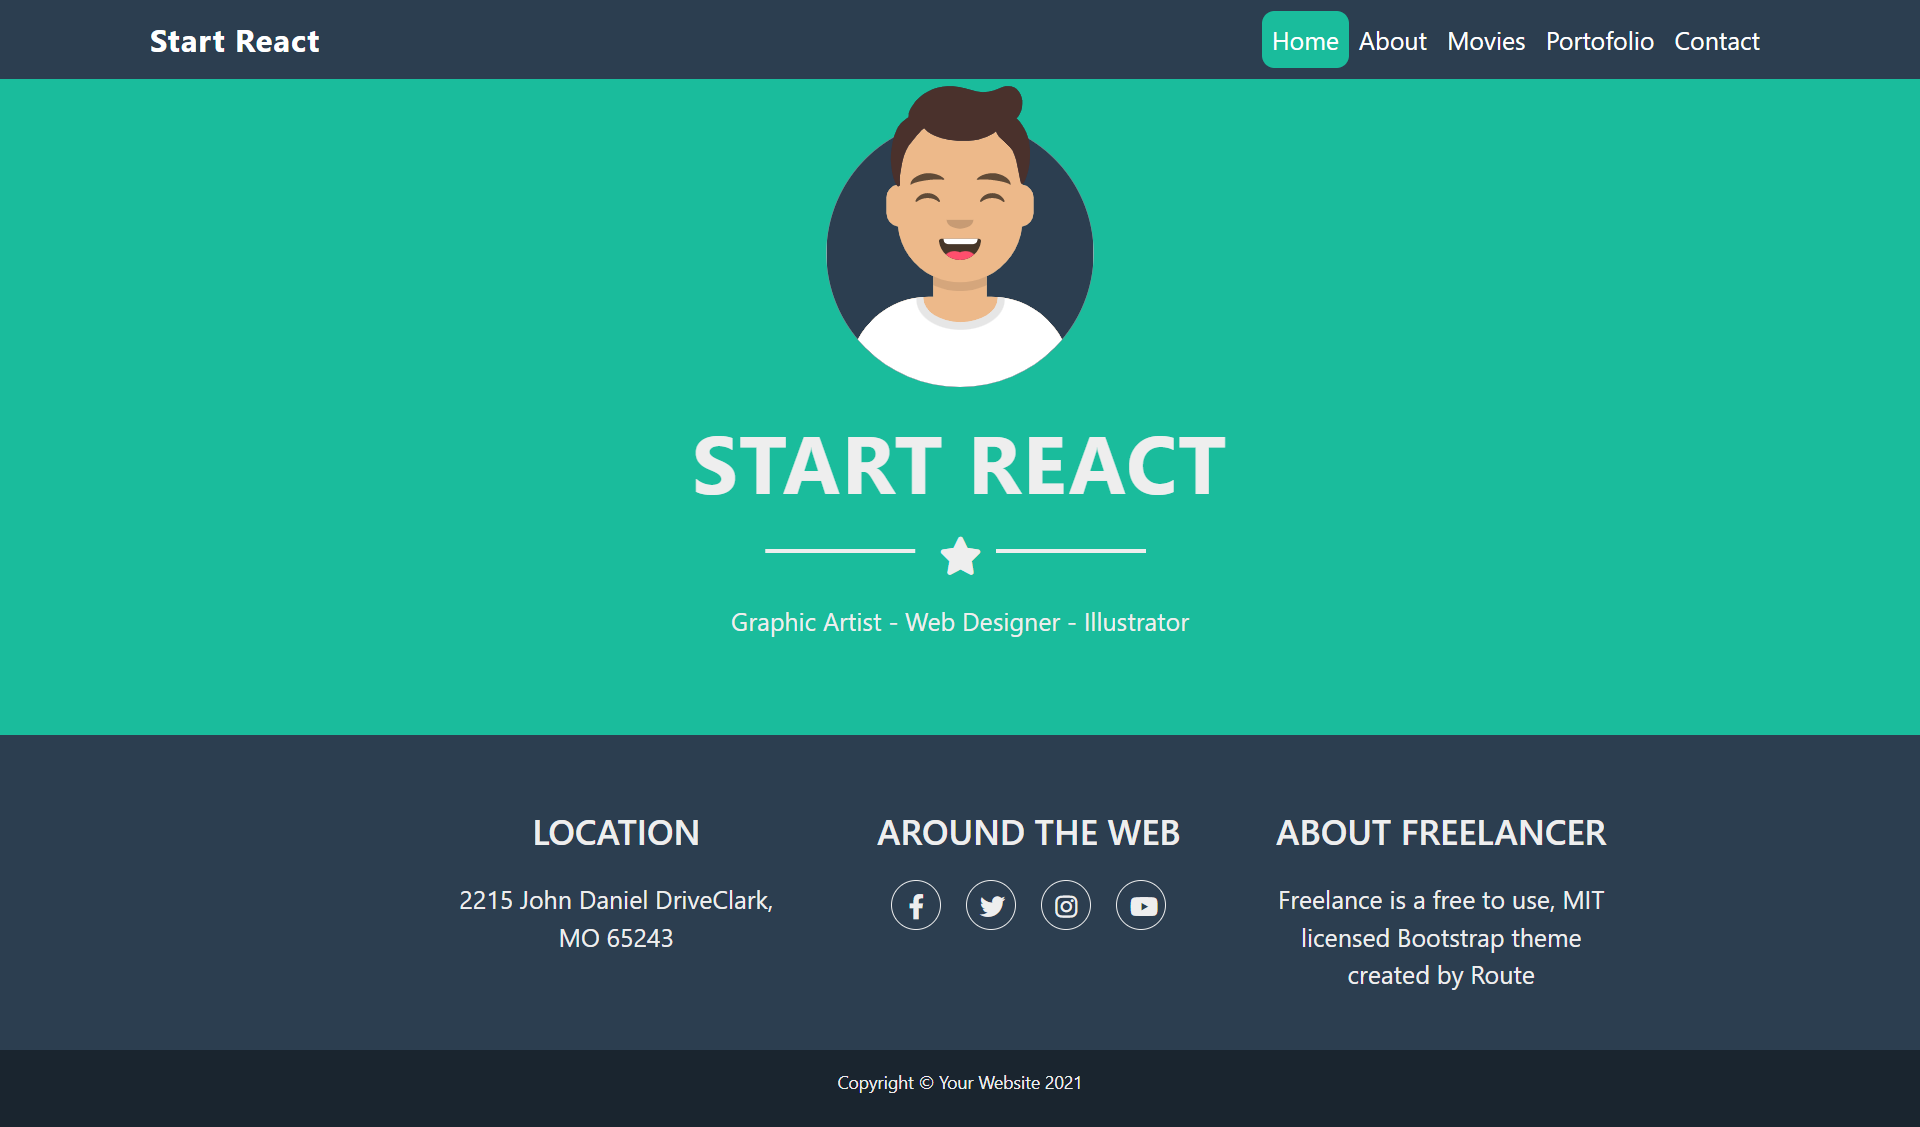 Start React
Home About Movies Portofolio Contact
START REACT
Graphic Artist - Web Designer - Illustrator
LOCATION
2215 John Daniel DriveClark,
MO 65243
AROUND THE WEB
ABOUT FREELANCER
Freelance is a free to use, MIT
licensed Bootstrap theme
created by Route
Copyright © Your Website 2021